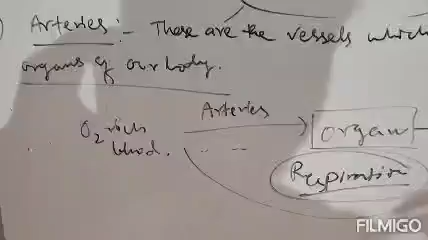 ) Arteries :- These are the vessels which
organs of our body.
Arteries
O2 rich
blood.
organ
Respiration
FILMIGO